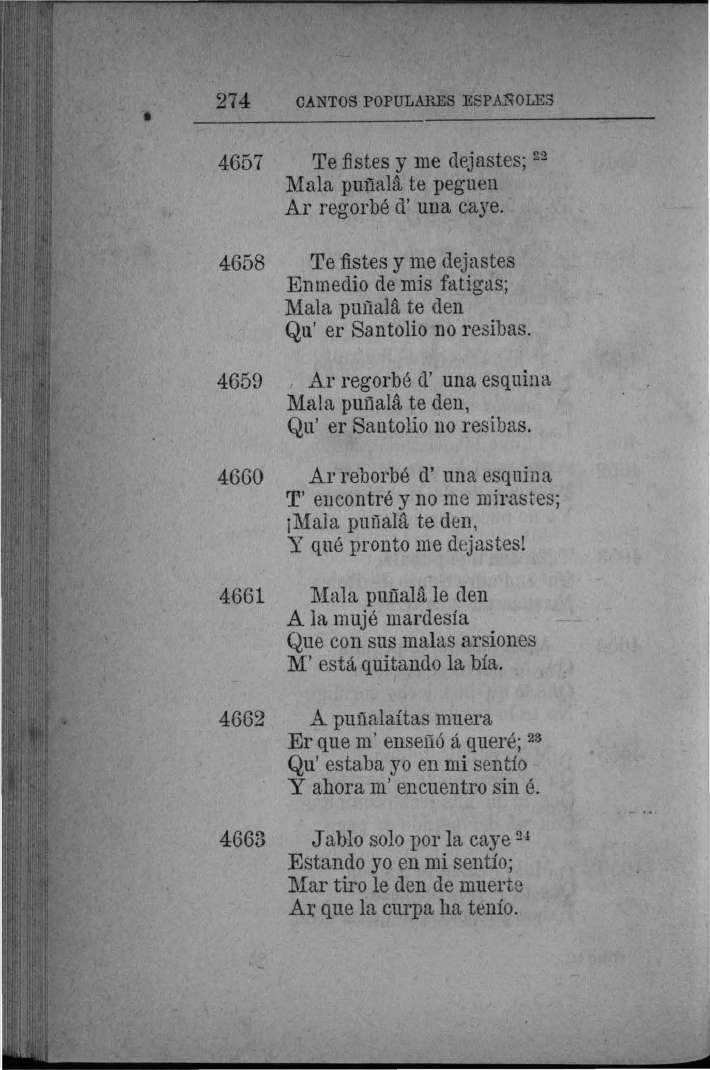 274 CANTOS POPULARES ESPAÑOLES
4657 Te fistes y me dejastes; 22
Mala puñalâ te peguen
Ar regorbé d' una caye.
4658 Te fistes y me dejastes
Enmedio de mis fatigas;
Mala puñalâ te den
Qu' er Santolio no resibas.
4659 Ar regorbé d' una esquina
Mala puñalâ te den,
Qu' er Santolio no resibas.
4660 Ar reborbé d' una esquina
T' encontré y no me mirastes;
¡Mala puñalâ te den,
Y qué pronto me dejastes!
4661 Mala puñalâ le den
A la mujé mardesía
Que con sus malas arsiones
M' está quitando la bía.
4662 A puñalaítas muera
Er que m' enseñó á queré; 23
Qu' estaba yo en mi sentío
Y ahora m' encuentro sin é.
4663 Jablo solo por la caye 24
Estando yo en mi sentío;
Mar tiro le den de muerte
Ar que la curpa ha tenío.